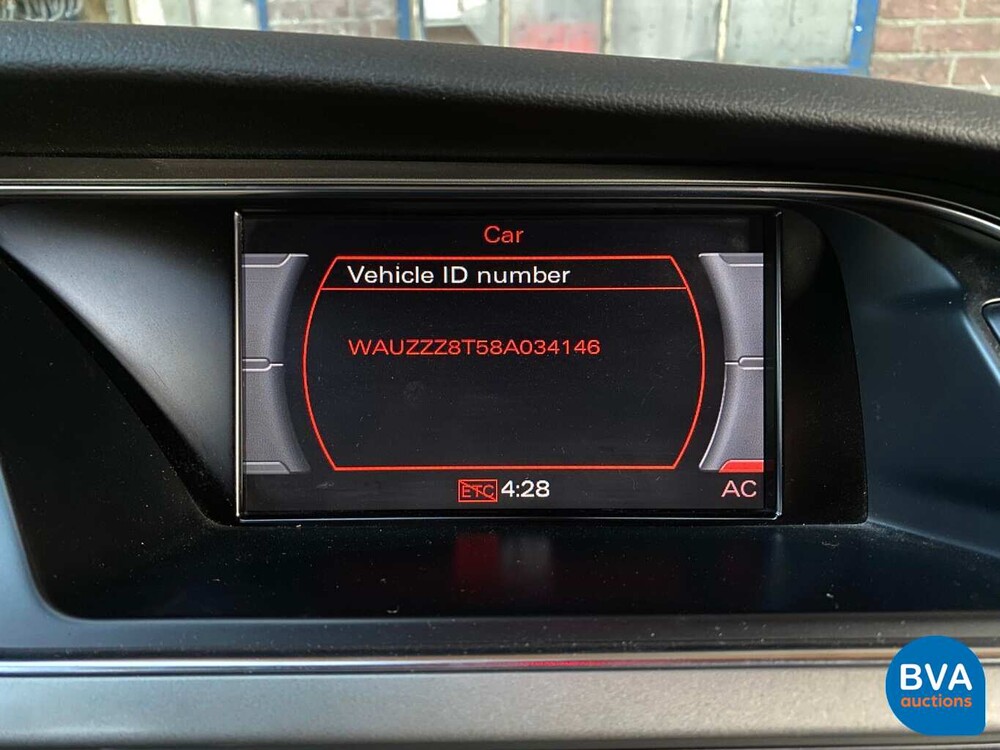 Car
Vehicle ID number
WAUZZZ8T58A034146
ETC 4:28
AC
BVA
auctions